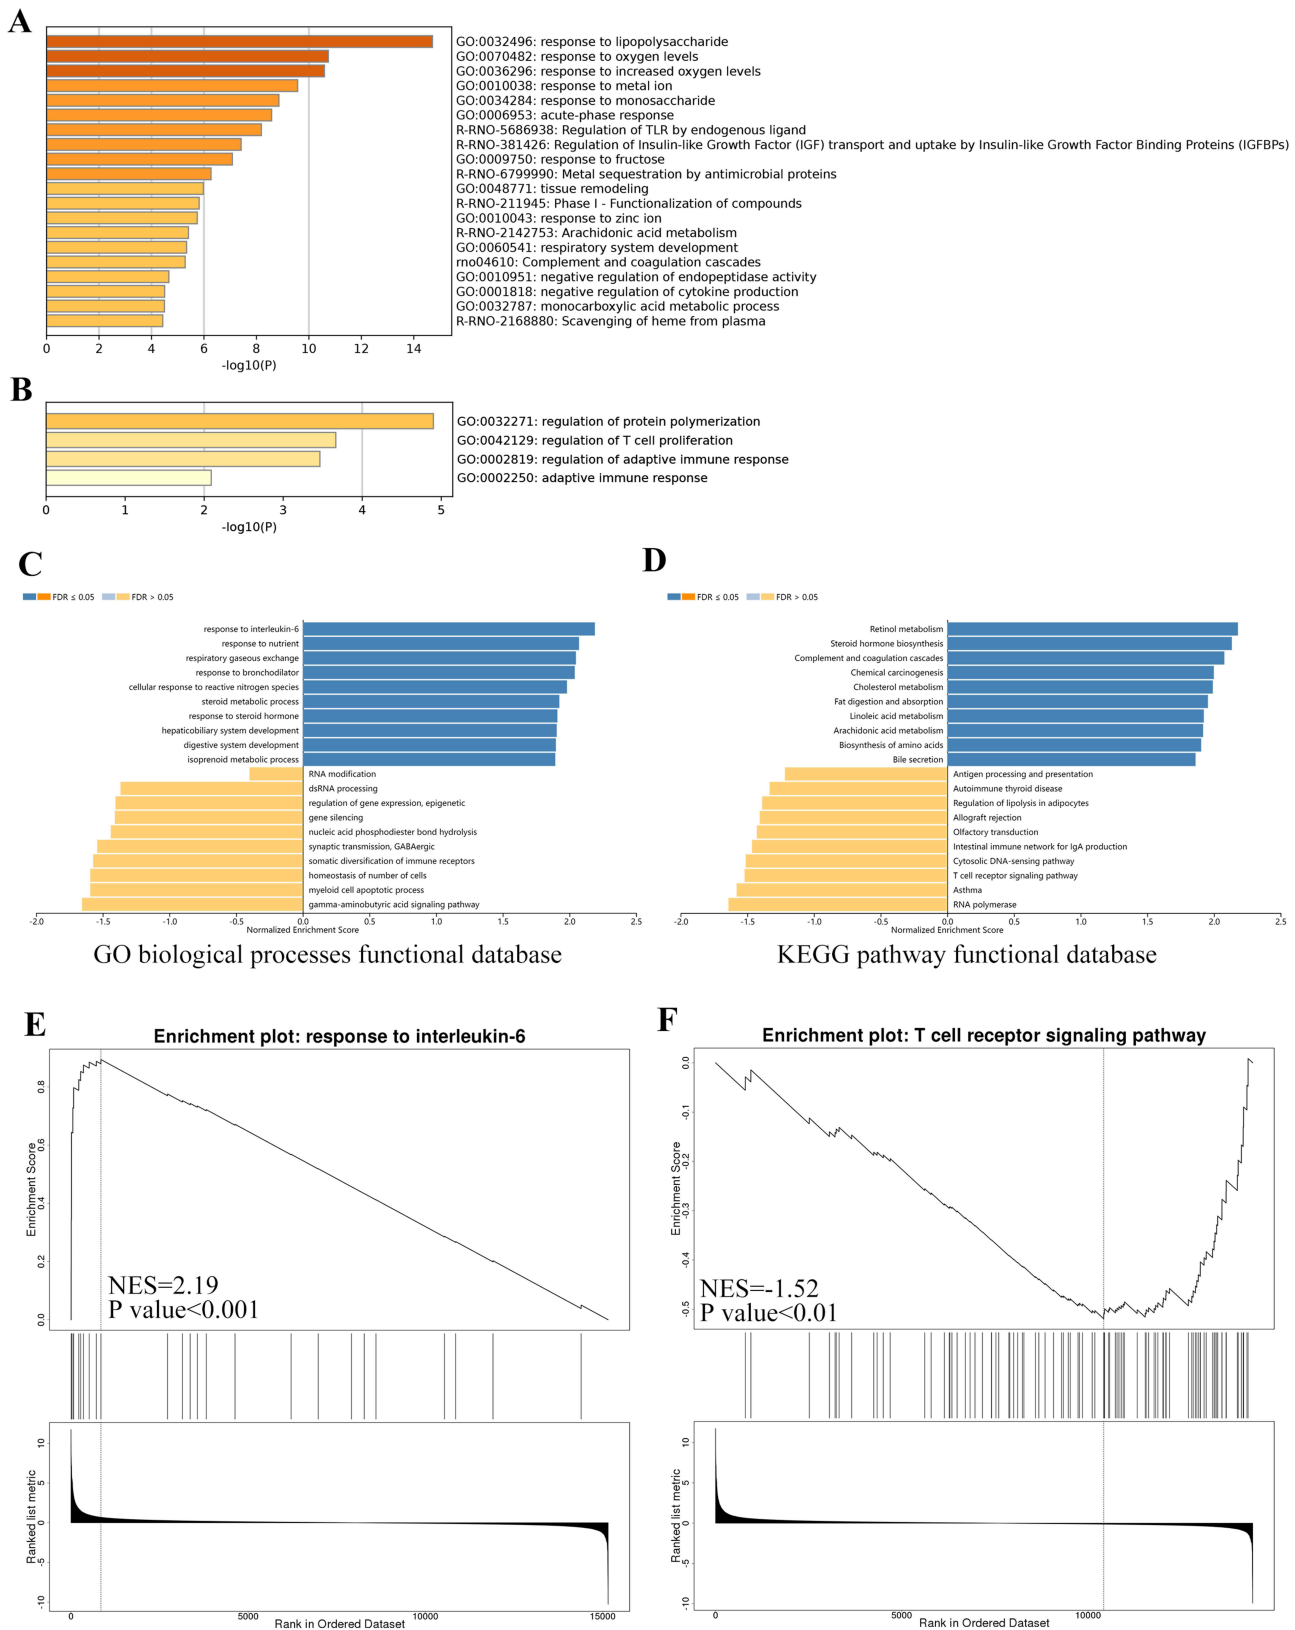 A
GO:0032496: response to lipopolysaccharide
GO:0070482: response to oxygen levels
GO:0036296: response to increased oxygen levels
GO:0010038: response to metal ion
GO:0034284: response to monosaccharide
GO:0006953: acute-phase response
R-RNO-5686938: Regulation of TLR by endogenous ligand
R-RNO-381426: Regulation of Insulin-like Growth Factor (IGF) transport and uptake by Insulin-like Growth Factor Binding Proteins (IGFBPs)
GO:0009750: response to fructose
R-RNO-6799990: Metal sequestration by antimicrobial proteins
GO:0048771: tissue remodeling
R-RNO-211945: Phase I - Functionalization of compounds
GO:0010043: response to zinc ion
R-RNO-2142753: Arachidonic acid metabolism
GO:0060541: respiratory system development
rno04610: Complement and coagulation cascades
GO:0010951: negative regulation of endopeptidase activity
GO:0001818: negative regulation of cytokine production
GO:0032787: monocarboxylic acid metabolic process
R-RNO-2168880: Scavenging of heme from plasma
0 2 4 6 8 10 12 14
-log10(P)
B
GO:0032271: regulation of protein polymerization
GO:0042129: regulation of T cell proliferation
GO:0002819: regulation of adaptive immune response
GO:0002250: adaptive immune response
0 1 2 3 4 5
-log10(P)
C
FDR ≤ 0.05 FDR > 0.05
response to interleukin-6
response to nutrient
respiratory gaseous exchange
response to bronchodilator
cellular response to reactive nitrogen species
steroid metabolic process
response to steroid hormone
hepaticobiliary system development
digestive system development
isoprenoid metabolic process
RNA modification
dsRNA processing
regulation of gene expression, epigenetic
gene silencing
nucleic acid phosphodiester bond hydrolysis
synaptic transmission, GABAergic
somatic diversification of immune receptors
homeostasis of number of cells
myeloid cell apoptotic process
gamma-aminobutyric acid signaling pathway
-2.0 -1.5 -1.0 -0.5 0.0 0.5 1.0 1.5 2.0 2.5
Normalized Enrichment Score
GO biological processes functional database
D
FDR ≤ 0.05 FDR > 0.05
Retinol metabolism
Steroid hormone biosynthesis
Complement and coagulation cascades
Chemical carcinogenesis
Cholesterol metabolism
Fat digestion and absorption
Linoleic acid metabolism
Arachidonic acid metabolism
Biosynthesis of amino acids
Bile secretion
Antigen processing and presentation
Autoimmune thyroid disease
Regulation of lipolysis in adipocytes
Allograft rejection
Olfactory transduction
Intestinal immune network for IgA production
Cytosolic DNA-sensing pathway
T cell receptor signaling pathway
Asthma
RNA polymerase
-2.0 -1.5 -1.0 -0.5 0.0 0.5 1.0 1.5 2.0 2.5
Normalized Enrichment Score
KEGG pathway functional database
E
Enrichment plot: response to interleukin-6
Enrichment Score
0.8
0.6
0.4
0.2
0.0
NES=2.19
P value<0.001
Ranked list metric
10
5
0
-5
-10
0 5000 10000 15000
Rank in Ordered Dataset
F
Enrichment plot: T cell receptor signaling pathway
Enrichment Score
0.0
-0.1
-0.2
-0.3
-0.4
-0.5
NES=-1.52
P value<0.01
Ranked list metric
10
5
0
-5
-10
0 5000 10000
Rank in Ordered Dataset